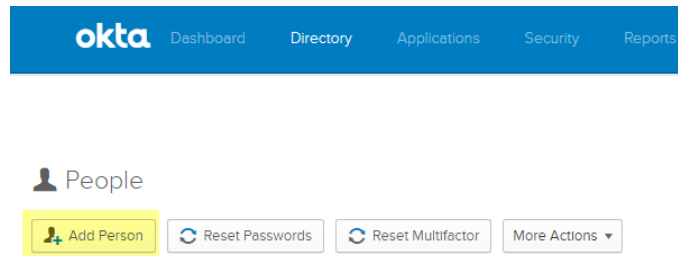 okta Dashboard Directory Applications Security Reports
People
Add Person Reset Passwords Reset Multifactor More Actions